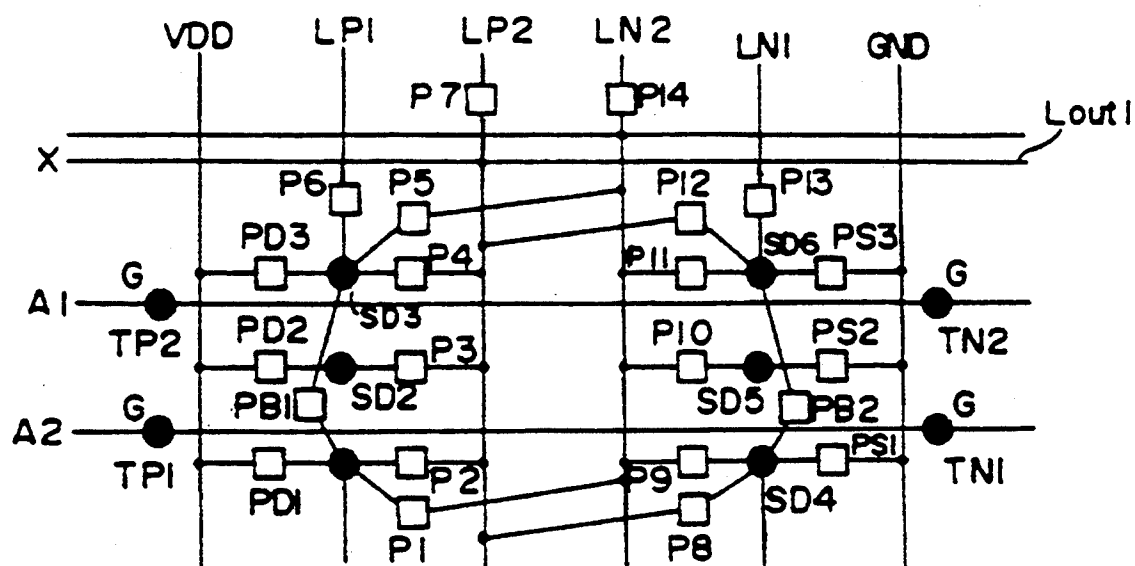 VDD LP1 LP2 LN2 LN1 GND
P7 P14 Lout1
X
P6 P5 P12 P13
PD3 P4 P11 SD6 PS3
G SD3 G
A1
TP2 PD2 P3 P10 PS2 TN2
G PB1 SD2 SD5 PB2 G
A2
TP1 P2 P9 PS1 TN1
PD1 P1 P8 SD4